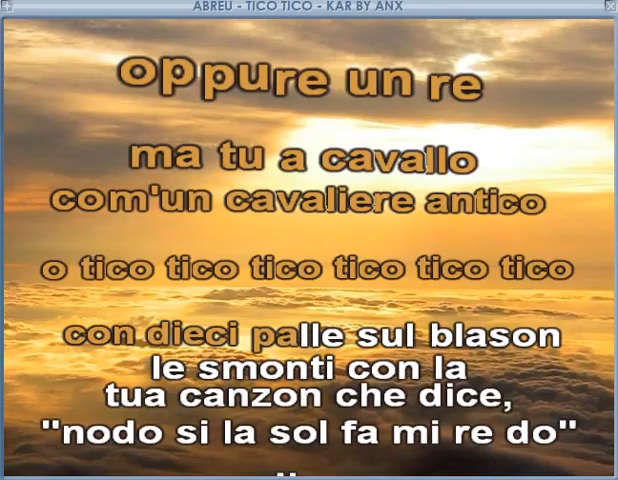 ABREU - TICO TICO - KAR BY ANX
oppure un re
ma tu a cavallo
com'un cavaliere antico
o tico tico tico tico tico tico
con dieci palle sul blason
le smonti con la
tua canzon che dice,
"nodo si la sol fa mi re do"